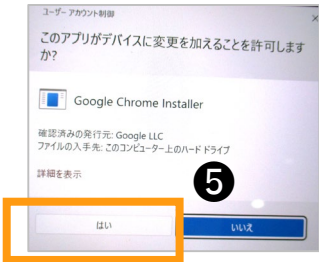 ユーザー アカウント制御
×
このアプリがデバイスに変更を加えることを許可します
か?
Google Chrome Installer
確認済みの発行元: Google LLC
ファイルの入手先: このコンピューター上のハード ドライブ
詳細を表示
5
はい
いいえ